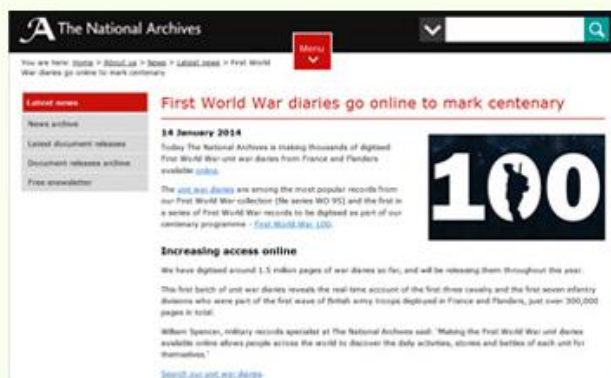 The National Archives
Menu
You are here: Home > About us > News > Latest news > First World
War diaries go online to mark centenary
Latest news
News archive
Latest document releases
Document releases archive
Free enewsletter
First World War diaries go online to mark centenary
14 January 2014
Today The National Archives is making thousands of digitised
First World War unit war diaries from France and Flanders
available online.
The unit war diaries are among the most popular records from
our First World War collection (file series WO 95) and the first in
a series of First World War records to be digitised as part of our
centenary programme - First World War 100.
100
Increasing access online
We have digitised around 1.5 million pages of war diaries so far, and will be releasing them throughout this year.
This first batch of unit war diaries reveals the real-time account of the first three cavalry and the first seven infantry
divisions who were part of the first wave of British army troops deployed in France and Flanders, just over 300,000
pages in total.
William Spencer, military records specialist at The National Archives said: 'Making the First World War unit diaries
available online allows people across the world to discover the daily activities, stories and battles of each unit for
themselves.'
Search our unit war diaries.